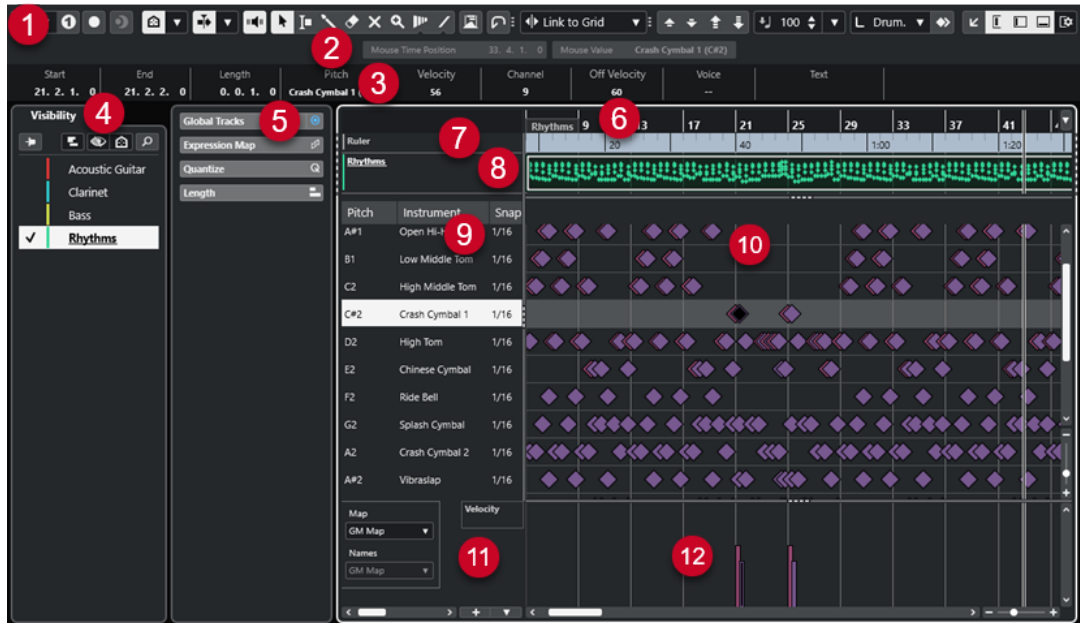 1
Link to Grid
100
L Drum.
2
Mouse Time Position 33. 4. 1. 0 Mouse Value Crash Cymbal 1 (C#2)
Start End Length Pitch Velocity Channel Off Velocity Voice Text
21. 2. 1. 0 21. 2. 2. 0 0. 0. 1. 0 Crash Cymbal 1 ( 3 56 9 60 --
Visibility 4
Acoustic Guitar
Clarinet
Bass
Rhythms
Global Tracks 5
Expression Map
Quantize
Length
6
Rhythms 9 13 17 21 25 29 33 37 41
Ruler 7 20 40 1:00 1:20
Rhythms 8
Pitch Instrument Snap
A#1 Open Hi-H 9 1/16 10
B1 Low Middle Tom 1/16
C2 High Middle Tom 1/16
C#2 Crash Cymbal 1 1/16
D2 High Tom 1/16
E2 Chinese Cymbal 1/16
F2 Ride Bell 1/16
G2 Splash Cymbal 1/16
A2 Crash Cymbal 2 1/16
A#2 Vibraslap 1/16
Map Velocity
GM Map
Names 11 12
GM Map